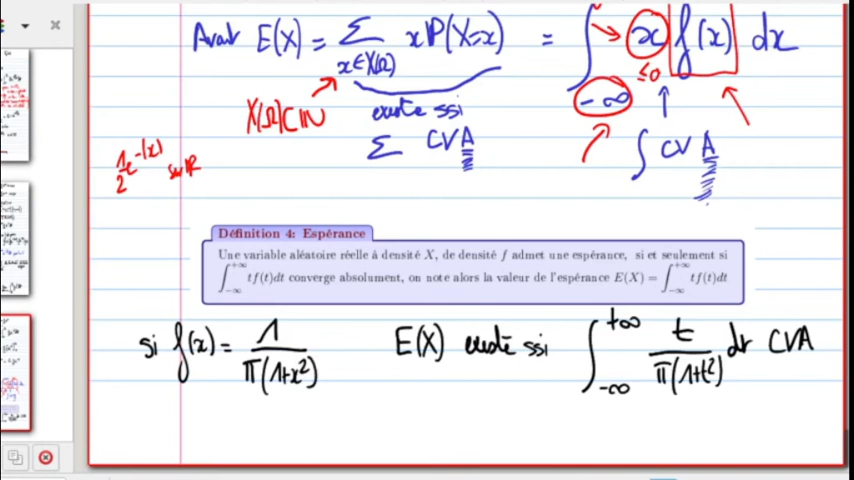 Avant E(X) = ∑ x P(X=x) = ∫ x f(x) dx
x∈X(Ω)
≤0
-∞
X(Ω)⊂ℕ
existe ssi
∑ CVA
∫ CV A
1/2 e^-|x| sur ℝ
Définition 4: Espérance
Une variable aléatoire réelle à densité X, de densité f admet une espérance, si et seulement si
∫_{-∞}^{+∞} tf(t)dt converge absolument, on note alors la valeur de l'espérance E(X) = ∫_{-∞}^{+∞} tf(t)dt
si f(x) = 1/(π(1+x²)) E(X) existe ssi ∫_{-∞}^{+∞} t/(π(1+t²)) dt CVA